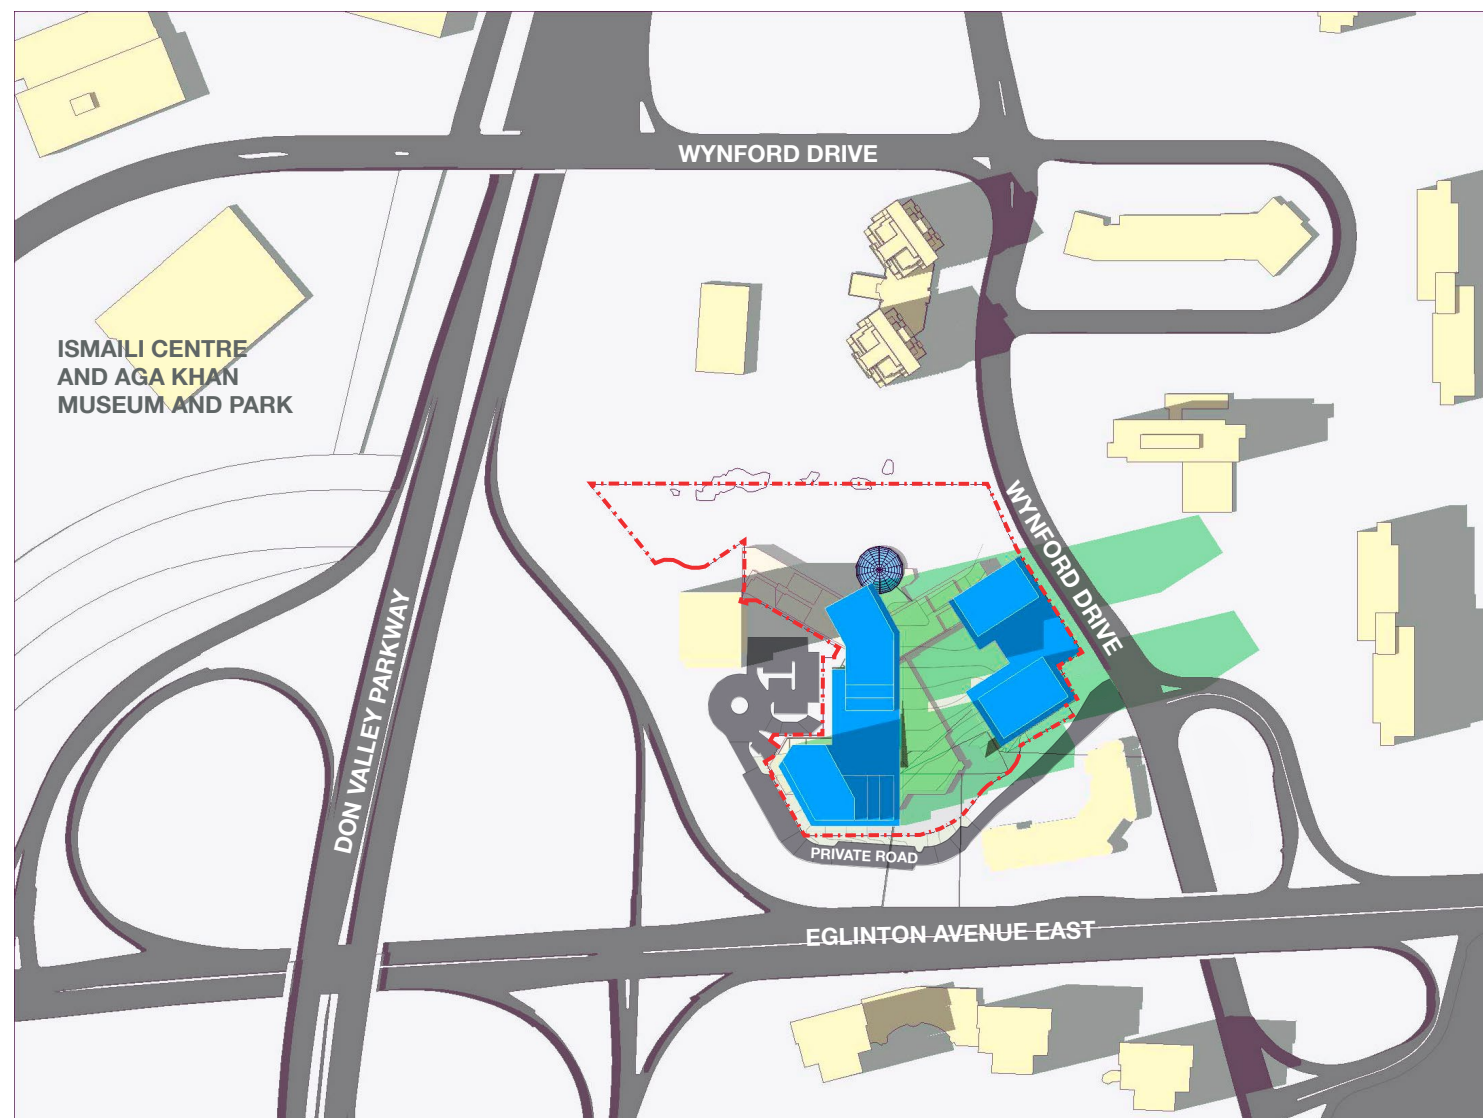 WYNFORD DRIVE
ISMAILI CENTRE
AND AGA KHAN
MUSEUM AND PARK
WYNFORD DRIVE
DON VALLEY PARKWAY
PRIVATE ROAD
EGLINTON AVENUE EAST